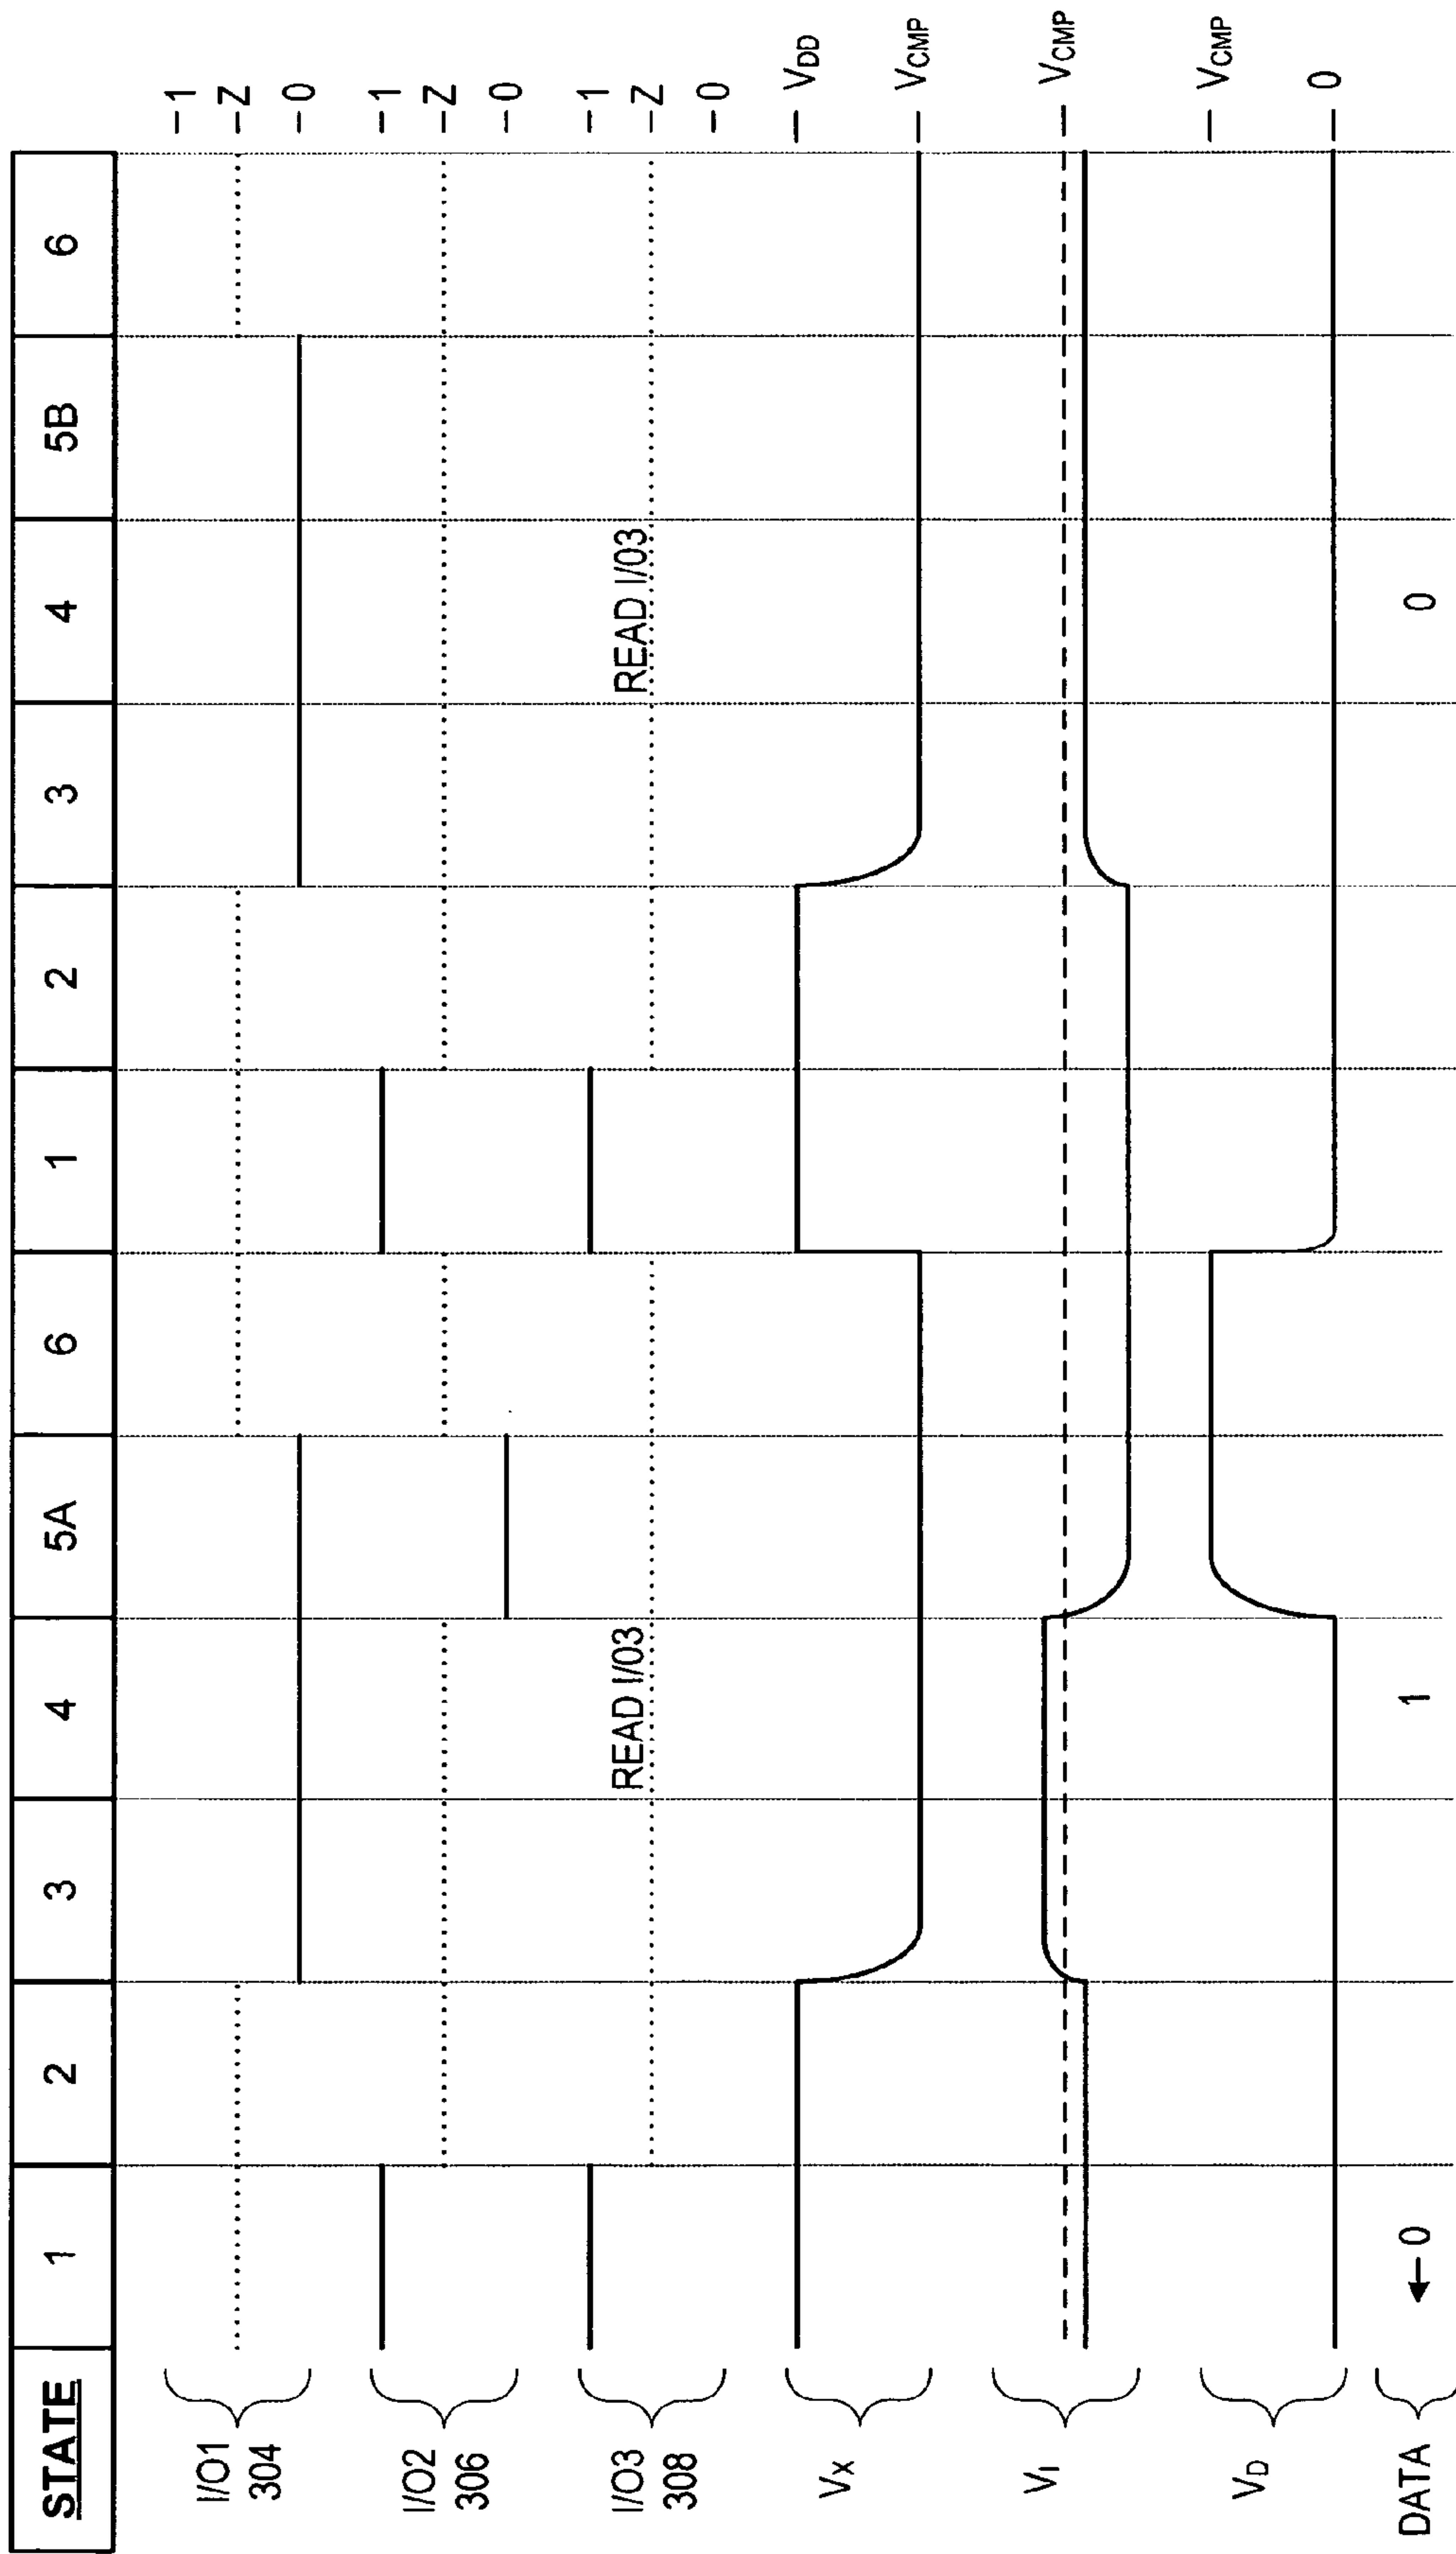 STATE 1 2 3 4 5A 6 1 2 3 4 5B 6
I/O1
304
-1
-Z
-0
I/O2
306
-1
-Z
-0
I/O3
308
READ I/03
READ I/03
-1
-Z
-0
VX
VDD
VCMP
VI
VCMP
VD
VCMP
0
DATA ←0 1 0